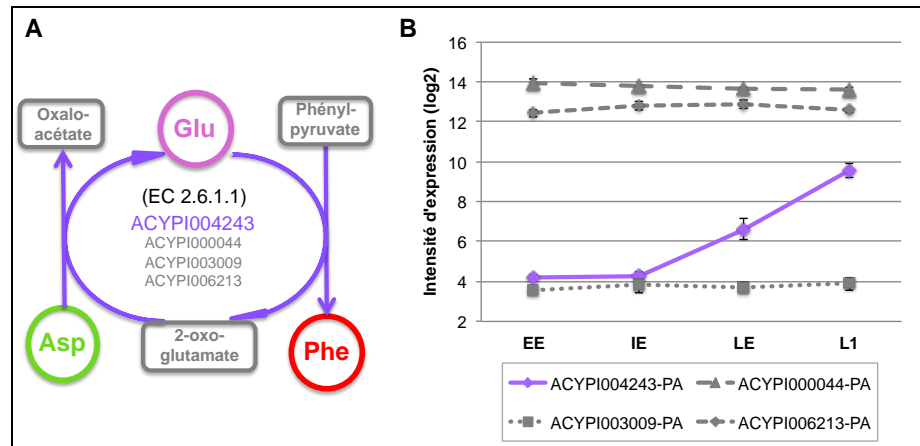 A
Oxalo-
acétate
Glu
Phényl-
pyruvate
(EC 2.6.1.1)
ACYPI004243
ACYPI000044
ACYPI003009
ACYPI006213
Asp
2-oxo-
glutamate
Phe
B
Intensité d'expression (log2)
16
14
12
10
8
6
4
2
EE IE LE L1
ACYPI004243-PA ACYPI000044-PA
ACYPI003009-PA ACYPI006213-PA